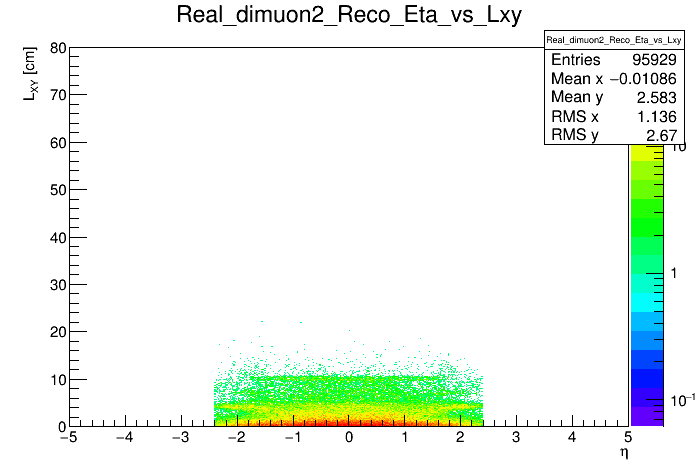 Real_dimuon2_Reco_Eta_vs_Lxy
Real_dimuon2_Reco_Eta_vs_Lxy
Entries 95929
Mean x −0.01086
Mean y 2.583
RMS x 1.136
RMS y 2.67
L_XY [cm]
80
70
60
50
40
30
20
10
0
−5 −4 −3 −2 −1 0 1 2 3 4 5
η
10
1
10⁻¹